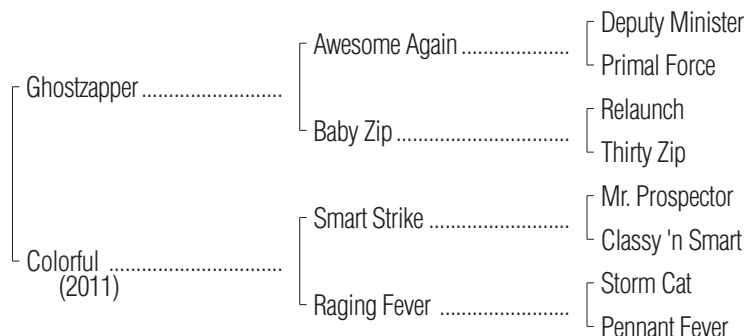 Deputy Minister
Awesome Again ......................
Primal Force
Ghostzapper .............................
Relaunch
Baby Zip ...................................
Thirty Zip
Mr. Prospector
Smart Strike .............................
Classy 'n Smart
Colorful ...................................
(2011)
Storm Cat
Raging Fever ...........................
Pennant Fever